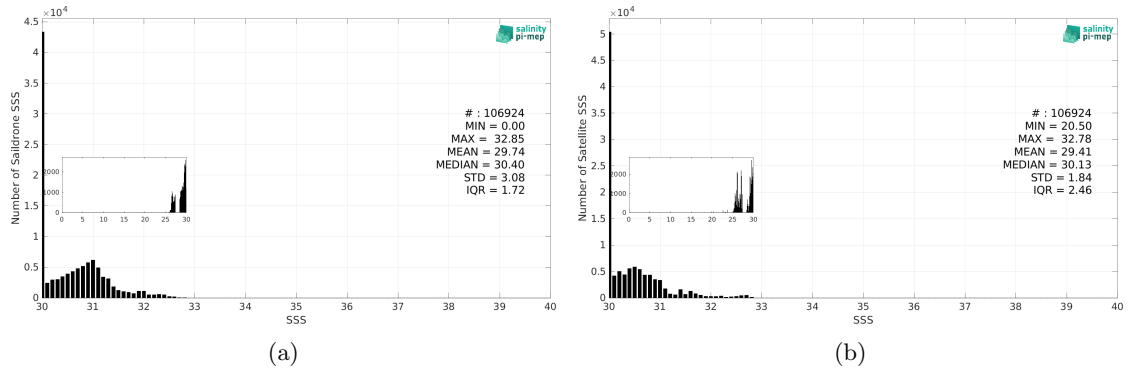 ×10^4
4.5
4
3.5
3
2.5
2
1.5
1
0.5
0
Number of Saildrone SSS
salinity
pi-mep
# : 106924
MIN = 0.00
MAX = 32.85
MEAN = 29.74
MEDIAN = 30.40
STD = 3.08
IQR = 1.72
2000
1000
0
0 5 10 15 20 25 30
30 31 32 33 34 35 36 37 38 39 40
SSS
(a)
×10^4
5
4.5
4
3.5
3
2.5
2
1.5
1
0.5
0
Number of Satellite SSS
salinity
pi-mep
# : 106924
MIN = 20.50
MAX = 32.78
MEAN = 29.41
MEDIAN = 30.13
STD = 1.84
IQR = 2.46
2000
1000
0
0 5 10 15 20 25 30
30 31 32 33 34 35 36 37 38 39 40
SSS
(b)